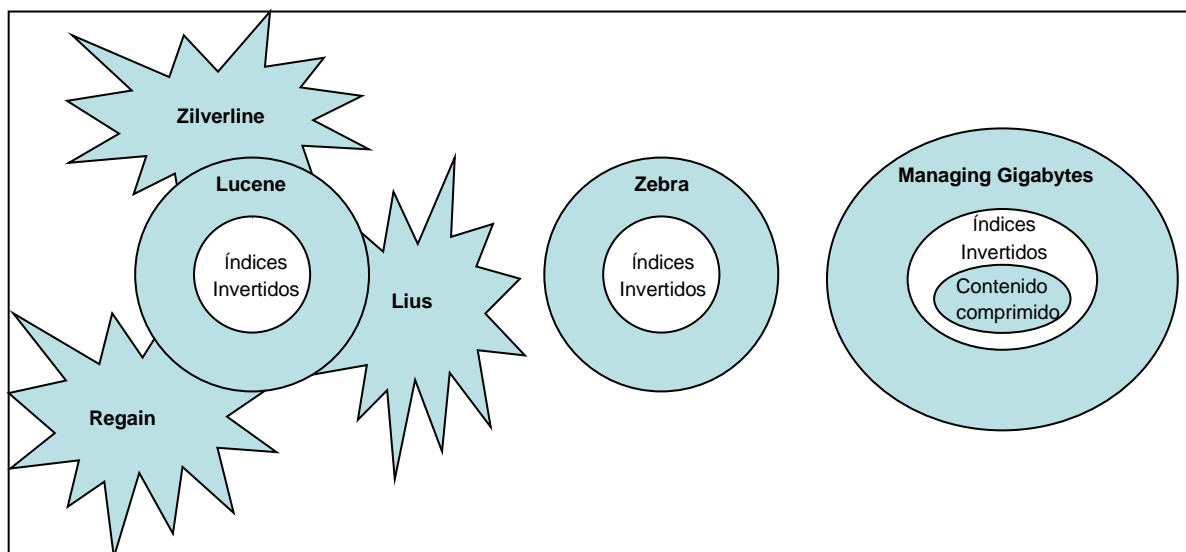 Zilverline
Lucene
Índices
Invertidos
Lius
Regain
Zebra
Índices
Invertidos
Managing Gigabytes
Índices
Invertidos
Contenido
comprimido